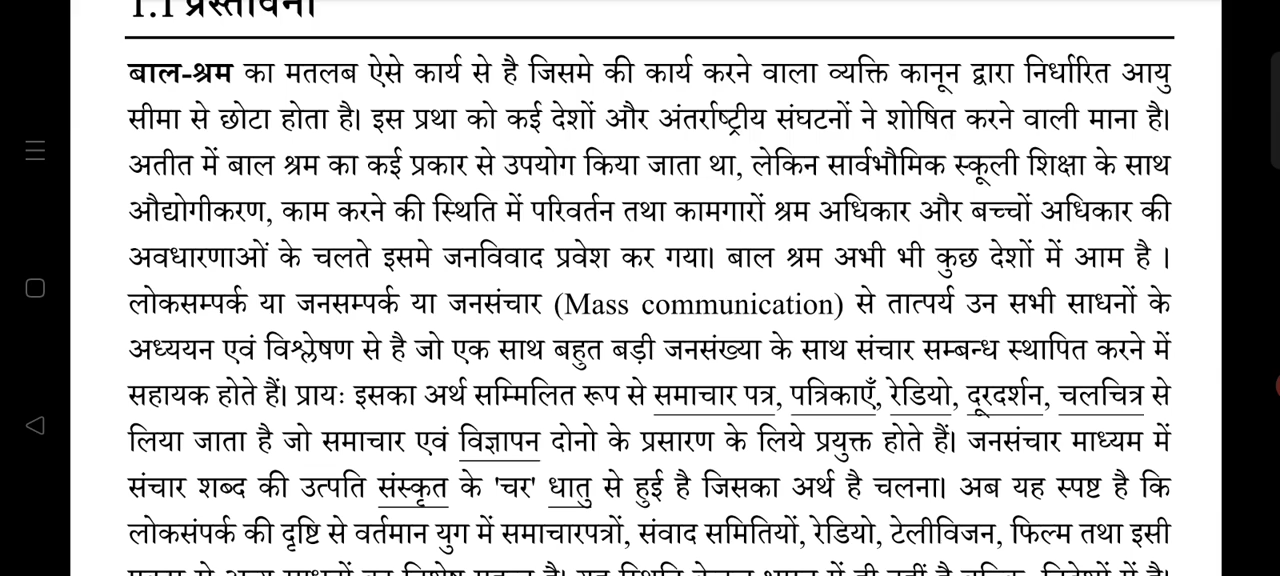 1.1 प्रस्तावना
बाल-श्रम का मतलब ऐसे कार्य से है जिसमे की कार्य करने वाला व्यक्ति कानून द्वारा निर्धारित आयु
सीमा से छोटा होता है। इस प्रथा को कई देशों और अंतर्राष्ट्रीय संघटनों ने शोषित करने वाली माना है।
अतीत में बाल श्रम का कई प्रकार से उपयोग किया जाता था, लेकिन सार्वभौमिक स्कूली शिक्षा के साथ
औद्योगीकरण, काम करने की स्थिति में परिवर्तन तथा कामगारों श्रम अधिकार और बच्चों अधिकार की
अवधारणाओं के चलते इसमे जनविवाद प्रवेश कर गया। बाल श्रम अभी भी कुछ देशों में आम है ।
लोकसम्पर्क या जनसम्पर्क या जनसंचार (Mass communication) से तात्पर्य उन सभी साधनों के
अध्ययन एवं विश्लेषण से है जो एक साथ बहुत बड़ी जनसंख्या के साथ संचार सम्बन्ध स्थापित करने में
सहायक होते हैं। प्रायः इसका अर्थ सम्मिलित रूप से समाचार पत्र, पत्रिकाएँ, रेडियो, दूरदर्शन, चलचित्र से
लिया जाता है जो समाचार एवं विज्ञापन दोनो के प्रसारण के लिये प्रयुक्त होते हैं। जनसंचार माध्यम में
संचार शब्द की उत्पति संस्कृत के 'चर' धातु से हुई है जिसका अर्थ है चलना। अब यह स्पष्ट है कि
लोकसंपर्क की दृष्टि से वर्तमान युग में समाचारपत्रों, संवाद समितियों, रेडियो, टेलीविजन, फिल्म तथा इसी